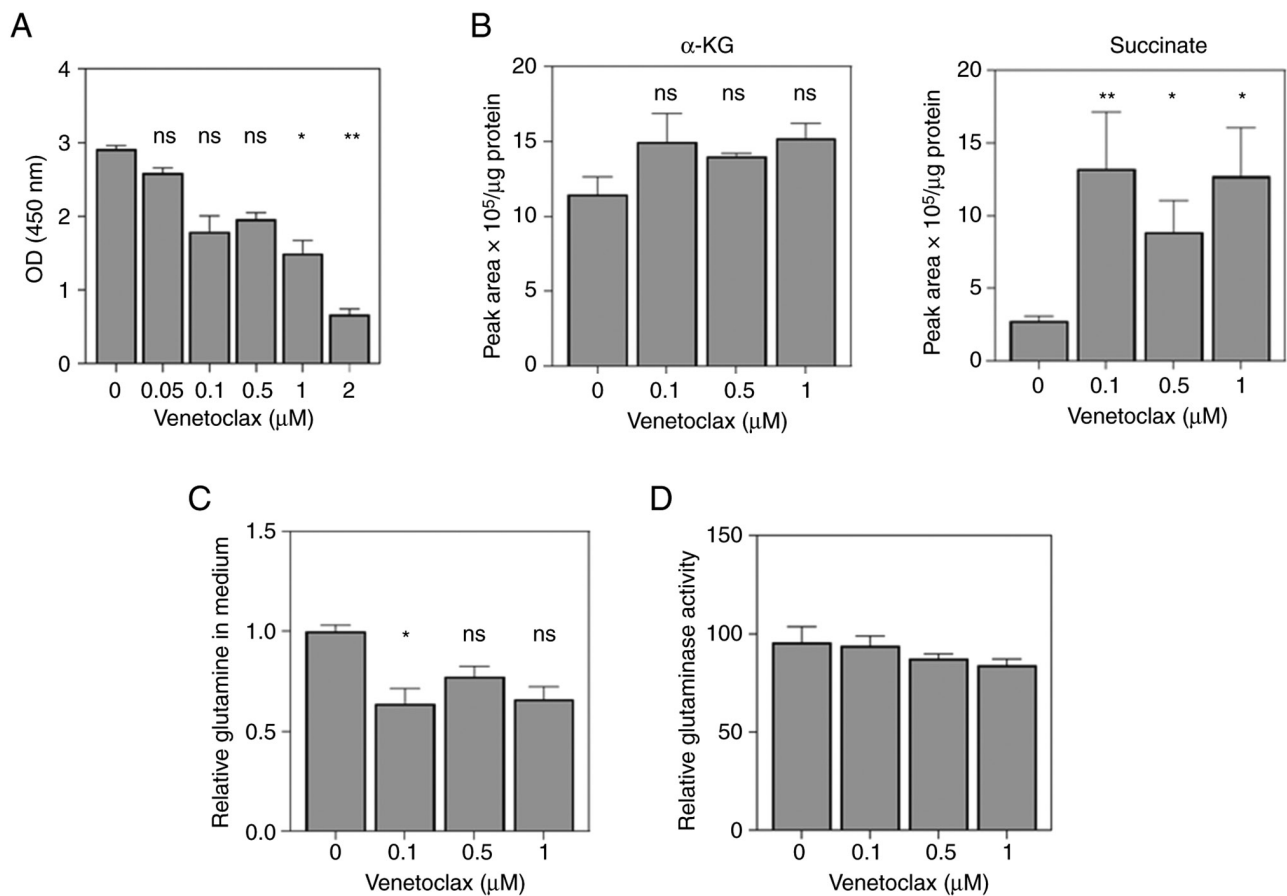 A
OD (450 nm)
4
3
2
1
0
ns ns ns * **
0 0.05 0.1 0.5 1 2
Venetoclax (μM)
B
α-KG
Peak area × 10⁵/μg protein
20
15
10
5
0
ns ns ns
0 0.1 0.5 1
Venetoclax (μM)
Succinate
Peak area × 10⁵/μg protein
20
15
10
5
0
** * *
0 0.1 0.5 1
Venetoclax (μM)
C
Relative glutamine in medium
1.5
1.0
0.5
0.0
* ns ns
0 0.1 0.5 1
Venetoclax (μM)
D
Relative glutaminase activity
150
100
50
0
0 0.1 0.5 1
Venetoclax (μM)